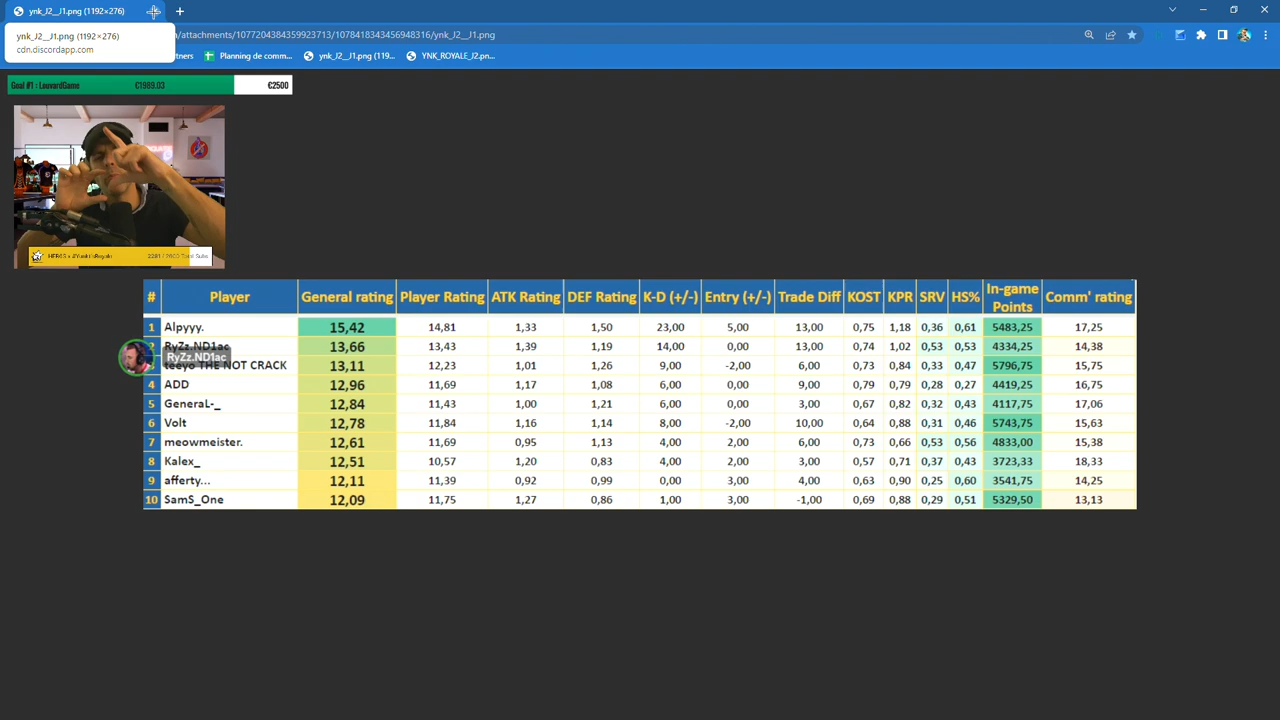 ynk_J2__J1.png (1192×276)
ynk_J2__J1.png (1192×276)
cdn.discordapp.com
/attachments/1077204384359923713/1078418343456948316/ynk_J2__J1.png
tners Planning de comm... ynk_J2__J1.png (119... YNK_ROYALE_J2.pn...
Goal #1 : LouvardGame €1989.03 €2500
2281 / 2500 Total Subs
# Player General rating Player Rating ATK Rating DEF Rating K-D (+/-) Entry (+/-) Trade Diff KOST KPR SRV HS% In-game Points Comm' rating
1 Alpyyy. 15,42 14,81 1,33 1,50 23,00 5,00 13,00 0,75 1,18 0,36 0,61 5483,25 17,25
2 RyZz.ND1ac 13,66 13,43 1,39 1,19 14,00 0,00 13,00 0,74 1,02 0,53 0,53 4334,25 14,38
RyZz.ND1ac
teeyo THE NOT CRACK 13,11 12,23 1,01 1,26 9,00 -2,00 6,00 0,73 0,84 0,33 0,47 5796,75 15,75
4 ADD 12,96 11,69 1,17 1,08 6,00 0,00 9,00 0,79 0,79 0,28 0,27 4419,25 16,75
5 GeneraL-_ 12,84 11,43 1,00 1,21 6,00 0,00 3,00 0,67 0,82 0,32 0,43 4117,75 17,06
6 Volt 12,78 11,84 1,16 1,14 8,00 -2,00 10,00 0,64 0,88 0,31 0,46 5743,75 15,63
7 meowmeister. 12,61 11,69 0,95 1,13 4,00 2,00 6,00 0,73 0,66 0,53 0,56 4833,00 15,38
8 Kalex_ 12,51 10,57 1,20 0,83 4,00 2,00 3,00 0,57 0,71 0,37 0,43 3723,33 18,33
9 afferty... 12,11 11,39 0,92 0,99 0,00 3,00 4,00 0,63 0,90 0,25 0,60 3541,75 14,25
10 SamS_One 12,09 11,75 1,27 0,86 1,00 3,00 -1,00 0,69 0,88 0,29 0,51 5329,50 13,13